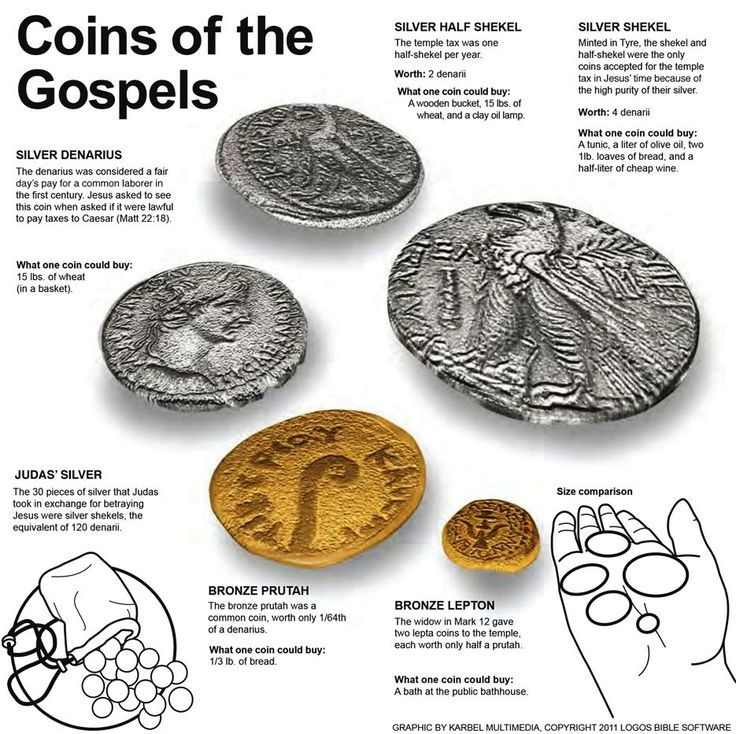 Coins of the
Gospels
SILVER HALF SHEKEL
The temple tax was one
half-shekel per year.
Worth: 2 denarii
What one coin could buy:
A wooden bucket, 15 lbs. of
wheat, and a clay oil lamp.
SILVER SHEKEL
Minted in Tyre, the shekel and
half-shekel were the only
coins accepted for the temple
tax in Jesus' time because of
the high purity of their silver.
Worth: 4 denarii
What one coin could buy:
A tunic, a liter of olive oil, two
1lb. loaves of bread, and a
half-liter of cheap wine.
SILVER DENARIUS
The denarius was considered a fair
day's pay for a common laborer in
the first century. Jesus asked to see
this coin when asked if it were lawful
to pay taxes to Caesar (Matt 22:18).
What one coin could buy:
15 lbs. of wheat
(in a basket).
JUDAS' SILVER
The 30 pieces of silver that Judas
took in exchange for betraying
Jesus were silver shekels, the
equivalent of 120 denarii.
BRONZE PRUTAH
The bronze prutah was a
common coin, worth only 1/64th
of a denarius.
What one coin could buy:
1/3 lb. of bread.
BRONZE LEPTON
The widow in Mark 12 gave
two lepta coins to the temple,
each worth only half a prutah.
What one coin could buy:
A bath at the public bathhouse.
Size comparison
GRAPHIC BY KARBEL MULTIMEDIA, COPYRIGHT 2011 LOGOS BIBLE SOFTWARE